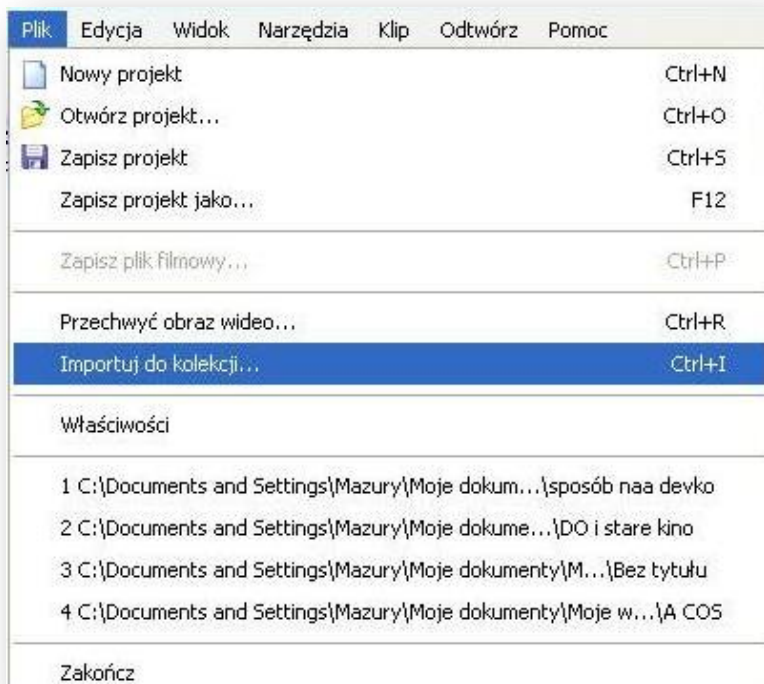 Plik Edycja Widok Narzędzia Klip Odtwórz Pomoc
Nowy projekt Ctrl+N
Otwórz projekt... Ctrl+O
Zapisz projekt Ctrl+S
Zapisz projekt jako... F12
Zapisz plik filmowy... Ctrl+P
Przechwyć obraz wideo... Ctrl+R
Importuj do kolekcji... Ctrl+I
Właściwości
1 C:\Documents and Settings\Mazury\Moje dokum...\sposób naa devko
2 C:\Documents and Settings\Mazury\Moje dokume...\DO i stare kino
3 C:\Documents and Settings\Mazury\Moje dokumenty\M...\Bez tytułu
4 C:\Documents and Settings\Mazury\Moje dokumenty\Moje w...\A COS
Zakończ